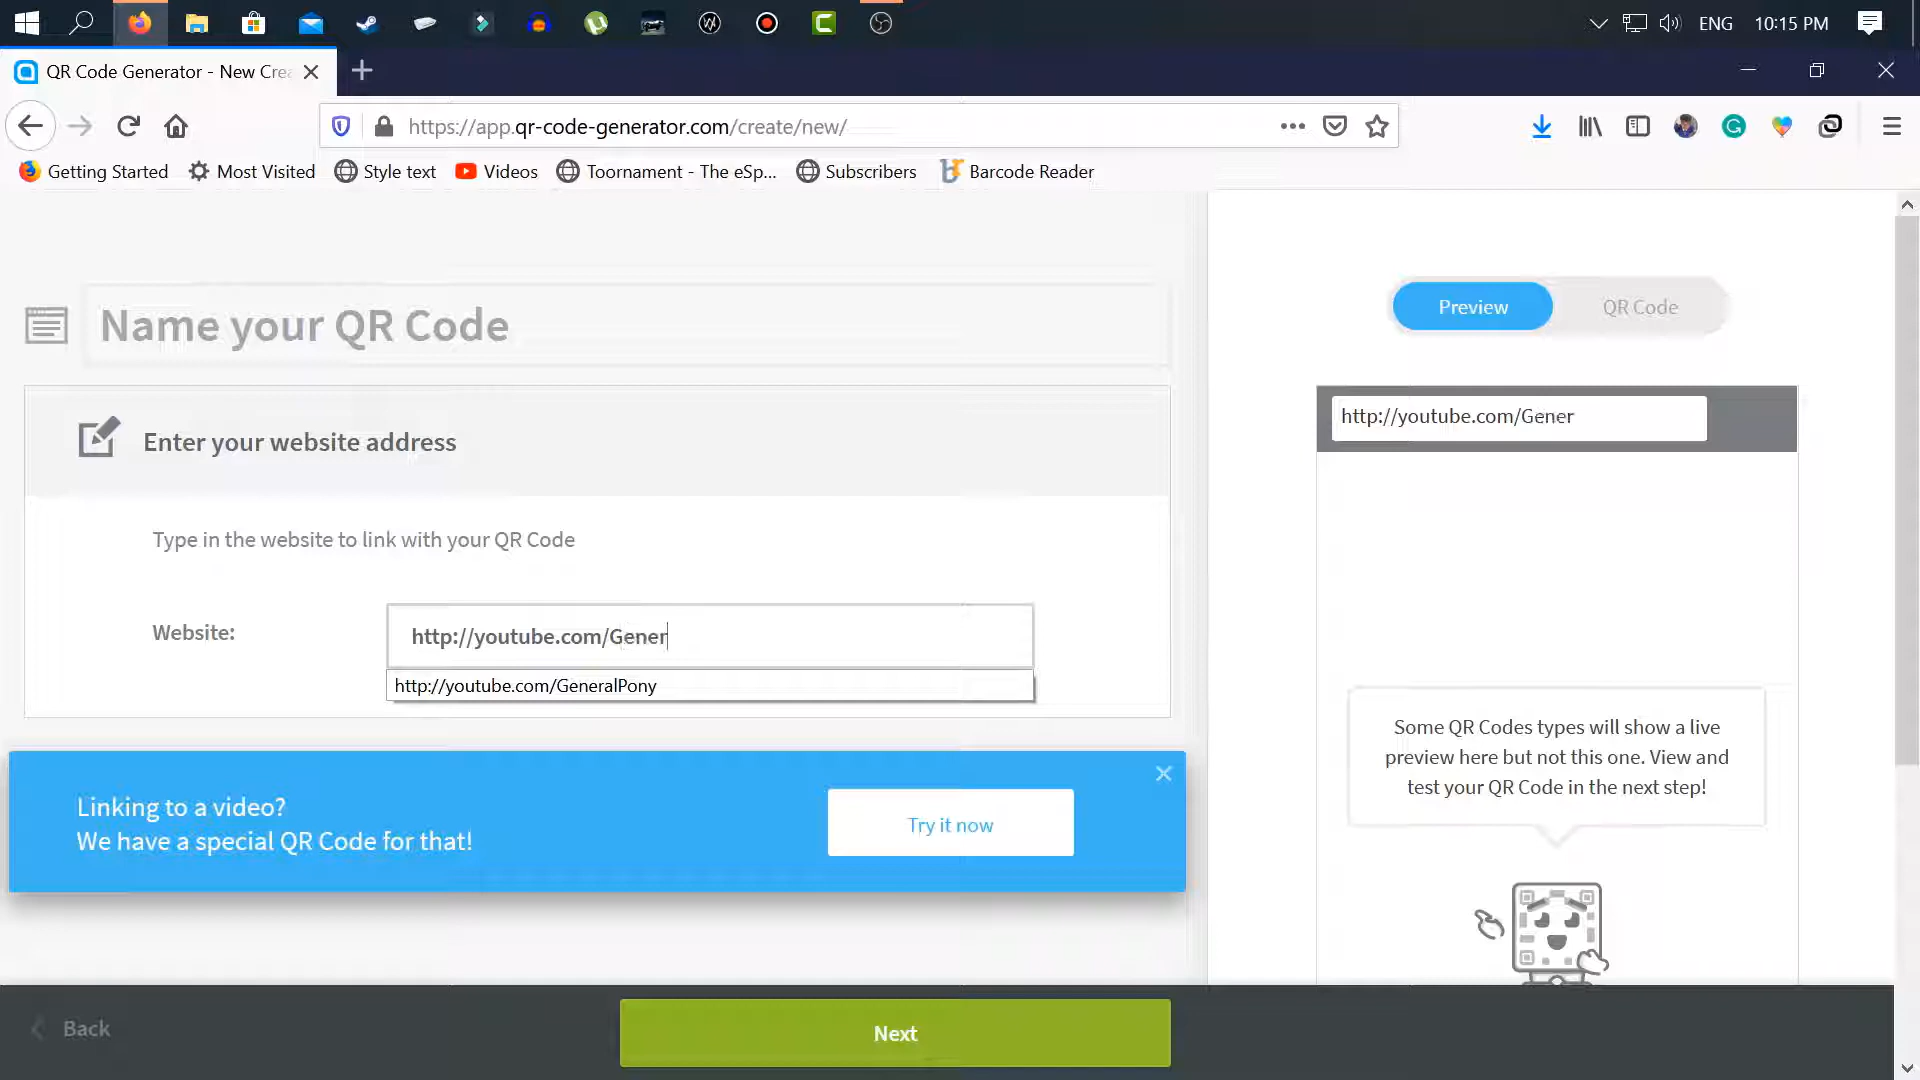 ENG
10:15 PM
QR Code Generator - New Crea
https://app.qr-code-generator.com/create/new/
Getting Started
Most Visited
Style text
Videos
Toornament - The eSp...
Subscribers
Barcode Reader
Name your QR Code
Preview
QR Code
http://youtube.com/Gener
Enter your website address
Type in the website to link with your QR Code
Website:
http://youtube.com/Gener
http://youtube.com/GeneralPony
Some QR Codes types will show a live
preview here but not this one. View and
test your QR Code in the next step!
Linking to a video?
We have a special QR Code for that!
Try it now
Back
Next